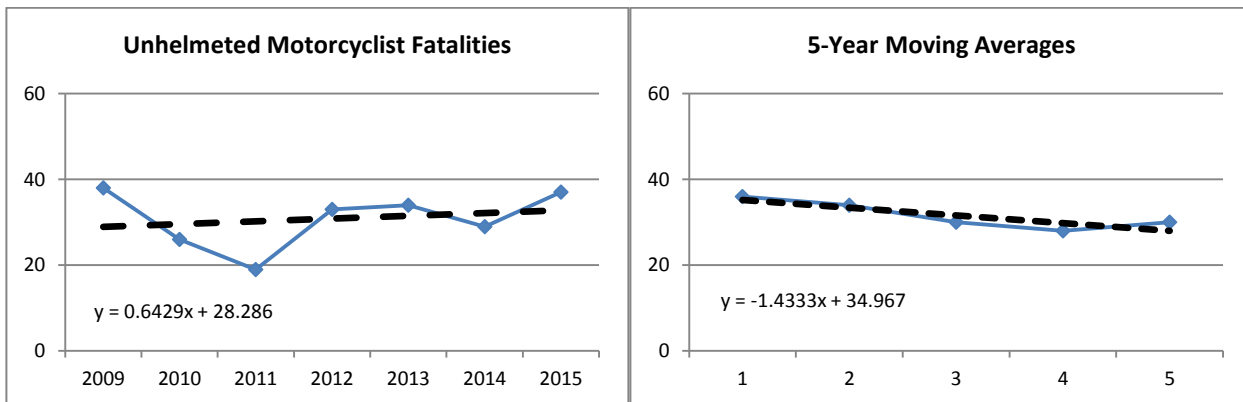 Unhelmeted Motorcyclist Fatalities
60
40
20
0
y = 0.6429x + 28.286
2009 2010 2011 2012 2013 2014 2015
5-Year Moving Averages
60
40
20
0
y = -1.4333x + 34.967
1 2 3 4 5